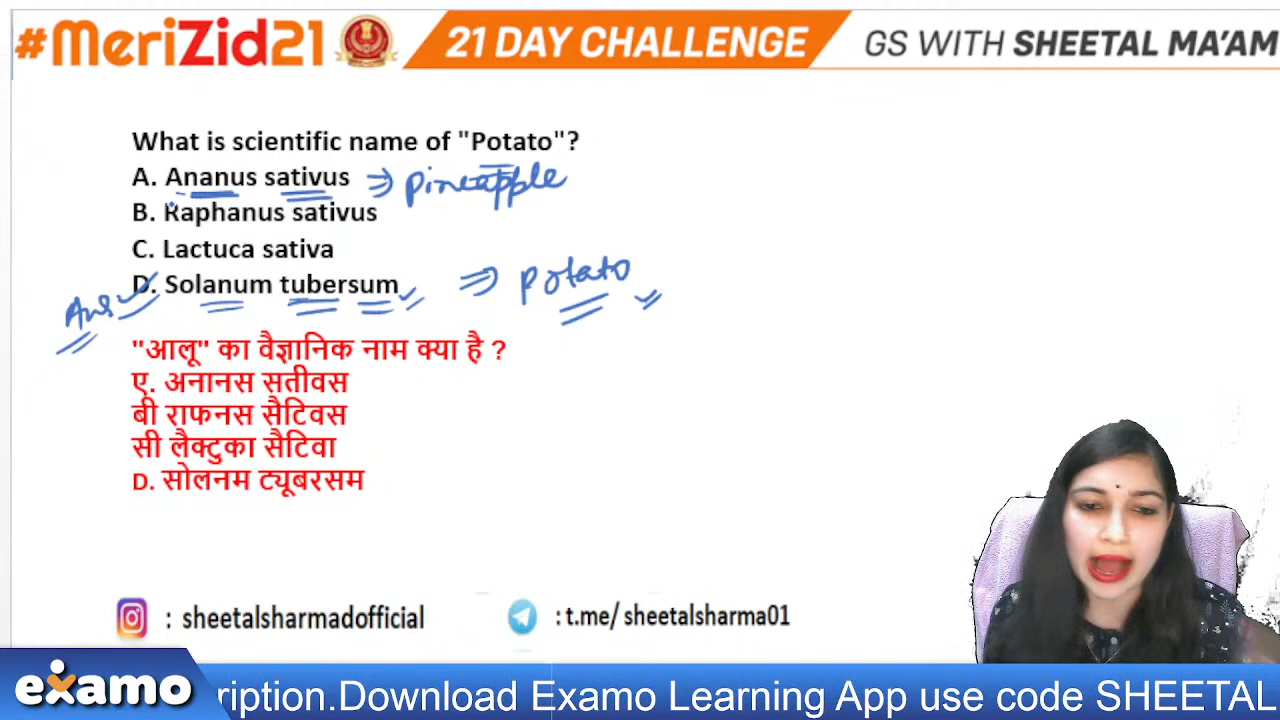 #MeriZid21 21 DAY CHALLENGE GS WITH SHEETAL MA'AM
What is scientific name of "Potato"?
A. Ananus sativus ⇒ pineapple
B. Raphanus sativus
C. Lactuca sativa
Ans D. Solanum tubersum ⇒ potato
"आलू" का वैज्ञानिक नाम क्या है ?
ए. अनानस सतीवस
बी राफनस सैटिवस
सी लैक्टुका सैटिवा
D. सोलनम ट्यूबरसम
: sheetalsharmadofficial : t.me/ sheetalsharma01
examo ription.Download Examo Learning App use code SHEETAL